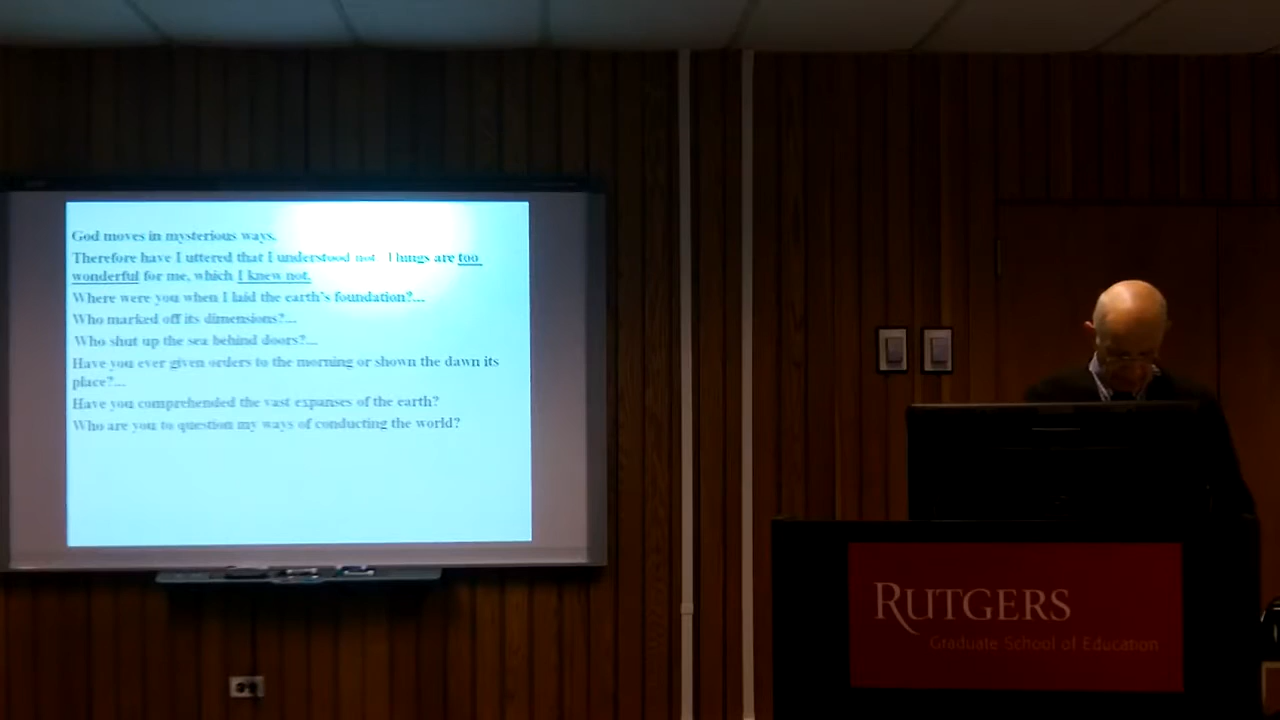 God moves in mysterious ways.
Therefore have I uttered that I understood not. Things are too
wonderful for me, which I knew not.
Where were you when I laid the earth's foundation?...
Who marked off its dimensions?...
Who shut up the sea behind doors?...
Have you ever given orders to the morning or shown the dawn its
place?....
Have you comprehended the vast expanses of the earth?
Who are you to question my ways of conducting the world?
RUTGERS
Graduate School of Education